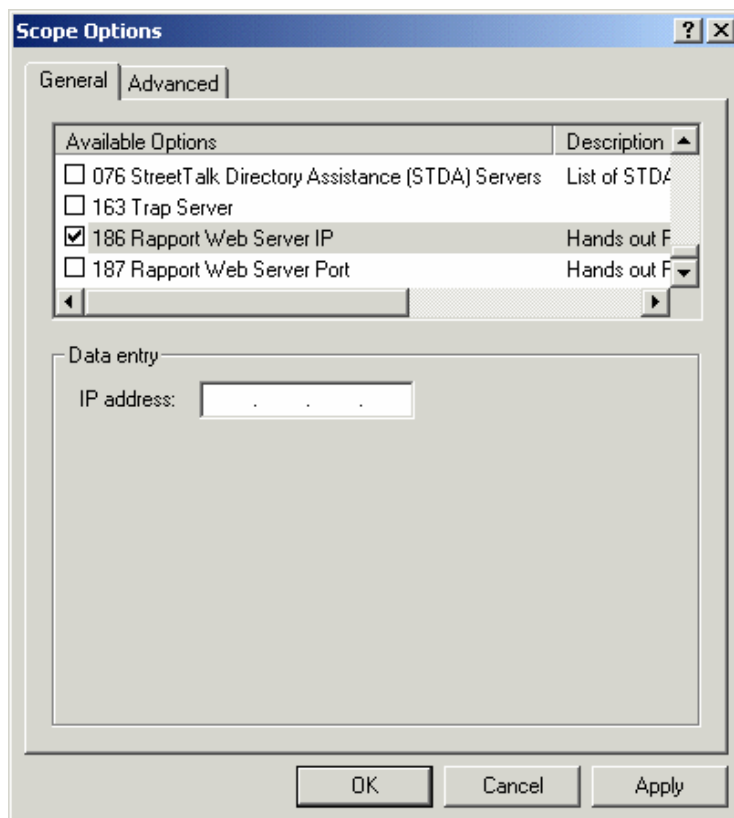 Scope Options
General Advanced
Available Options Description
076 StreetTalk Directory Assistance (STDA) Servers List of STDA
163 Trap Server
186 Rapport Web Server IP Hands out
187 Rapport Web Server Port Hands out
Data entry
IP address: . . .
OK Cancel Apply